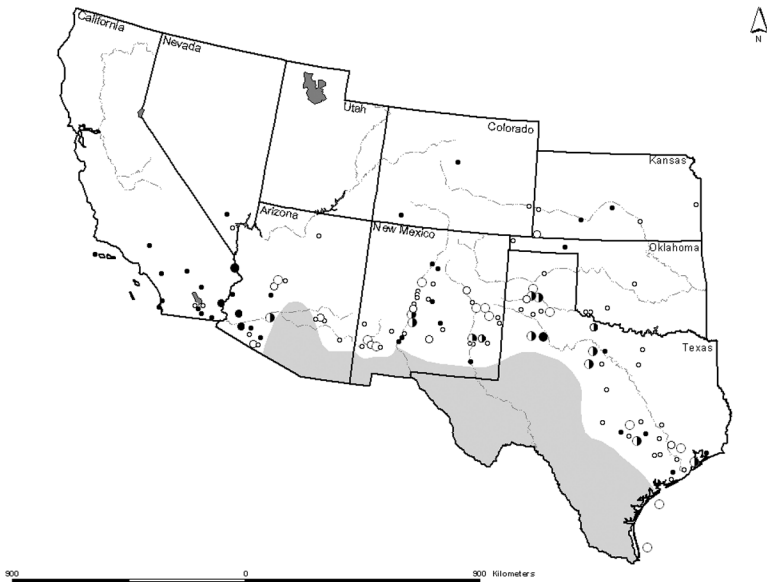 California
N
Nevada
Utah
Colorado
Kansas
Arizona
New Mexico
Oklahoma
Texas
900 0 900 Kilometers